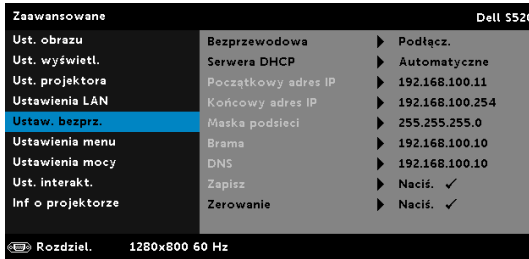 Zaawansowane Dell S520
Ust. obrazu Bezprzewodowa Podłącz.
Ust. wyświetl. Serwera DHCP Automatyczne
Ust. projektora Początkowy adres IP 192.168.100.11
Ustawienia LAN Końcowy adres IP 192.168.100.254
Ustaw. bezprz. Maska podsieci 255.255.255.0
Ustawienia menu Brama 192.168.100.10
Ustawienia mocy DNS 192.168.100.10
Ust. interakt. Zapisz Naciś. ✓
Inf o projektorze Zerowanie Naciś. ✓
Rozdziel. 1280x800 60 Hz